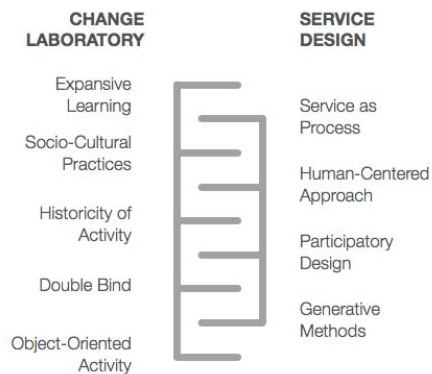 CHANGE
LABORATORY
Expansive
Learning
Socio-Cultural
Practices
Historicity of
Activity
Double Bind
Object-Oriented
Activity
SERVICE
DESIGN
Service as
Process
Human-Centered
Approach
Participatory
Design
Generative
Methods